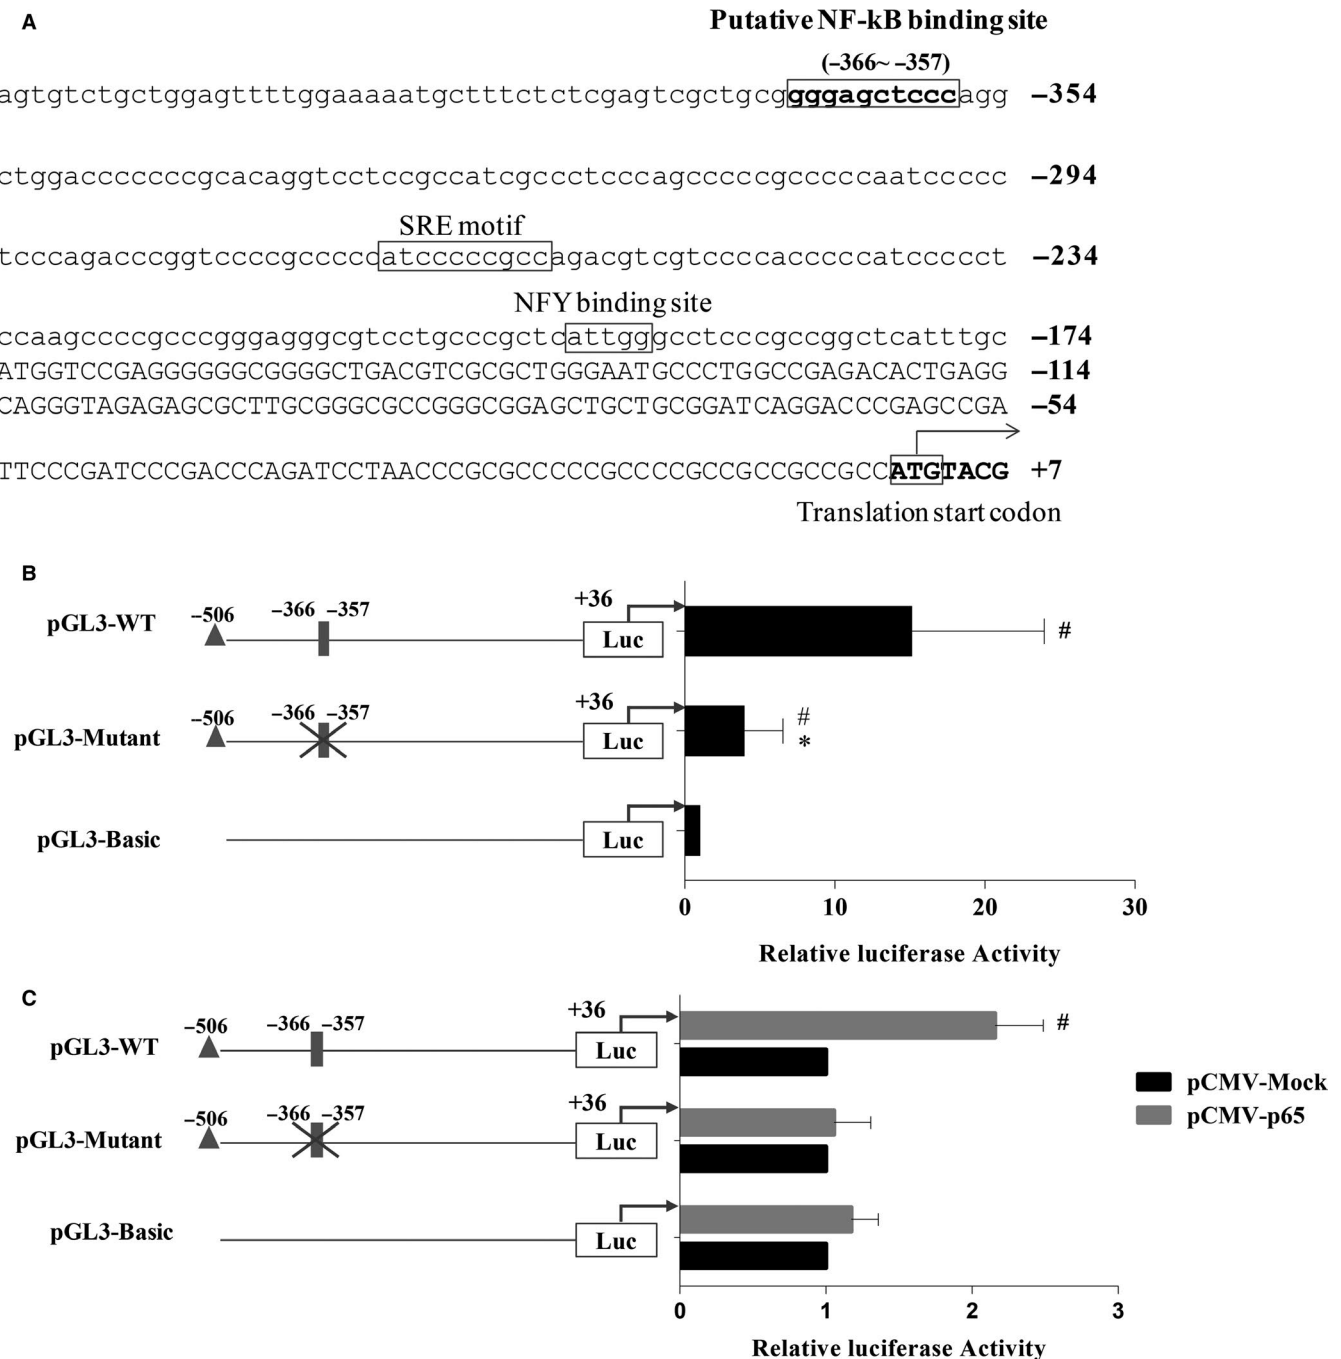 A
Putative NF-kB binding site
(–366~ –357)
agtgtctgctggagttttggaaaaatgctttctctcgagtcgctgcggggagctcccagg –354
ctggacccccccgcacaggtcctccgccatcgccctcccagcccccgcccccaatccccc –294
SRE motif
tcccagacccggtccccgcccccatcccccgccagacgtcgtccccacccccatccccct –234
NFY binding site
ccaagccccgcccgggagggcgtcctgcccgctcattgggcctcccgccggctcatttgc –174
ATGGTCCGAGGGGGGCGGGGCTGACGTCGCGCTGGGAATGCCCTGGCCGAGACACTGAGG –114
CAGGGTAGAGAGCGCTTGCGGGCGCCGGGCGGAGCTGCTGCGGATCAGGACCCGAGCCGA –54
TTCCCGATCCCGACCCAGATCCTAACCCGCGCCCCCGCCCCGCCGCCGCCGCCATGTACG +7
Translation start codon
B
pGL3-WT –506 –366 –357 +36 Luc #
pGL3-Mutant –506 –366 –357 +36 Luc # *
pGL3-Basic Luc
0 10 20 30
Relative luciferase Activity
C
pGL3-WT –506 –366 –357 +36 Luc #
pGL3-Mutant –506 –366 –357 +36 Luc
pGL3-Basic Luc
pCMV-Mock
pCMV-p65
0 1 2 3
Relative luciferase Activity